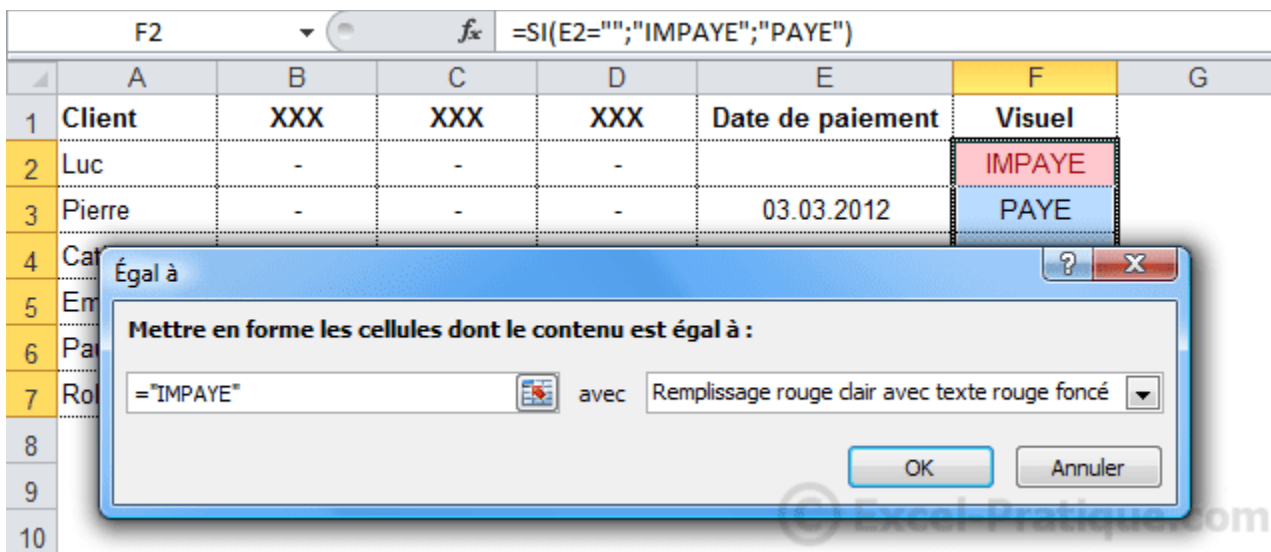 F2 fx =SI(E2="";"IMPAYE";"PAYE")
A B C D E F G
1 Client XXX XXX XXX Date de paiement Visuel
2 Luc - - - IMPAYE
3 Pierre - - - 03.03.2012 PAYE
4
5
6
7
8
9
10
Égal à
Mettre en forme les cellules dont le contenu est égal à :
="IMPAYE" avec Remplissage rouge clair avec texte rouge foncé
OK Annuler
© Excel-Pratique.com